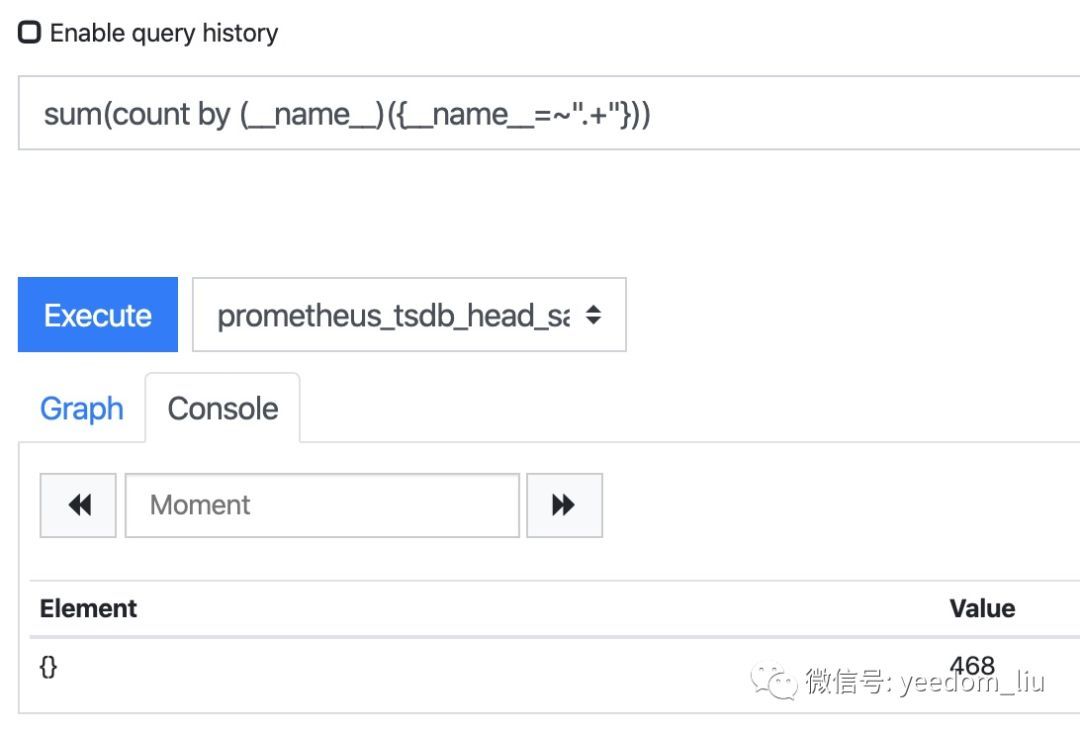 Enable query history
sum(count by (__name__)({__name__=~".+"}))
Execute
prometheus_tsdb_head_sa
Graph
Console
Moment
Element
Value
{}
468
微信号: yeedom_liu